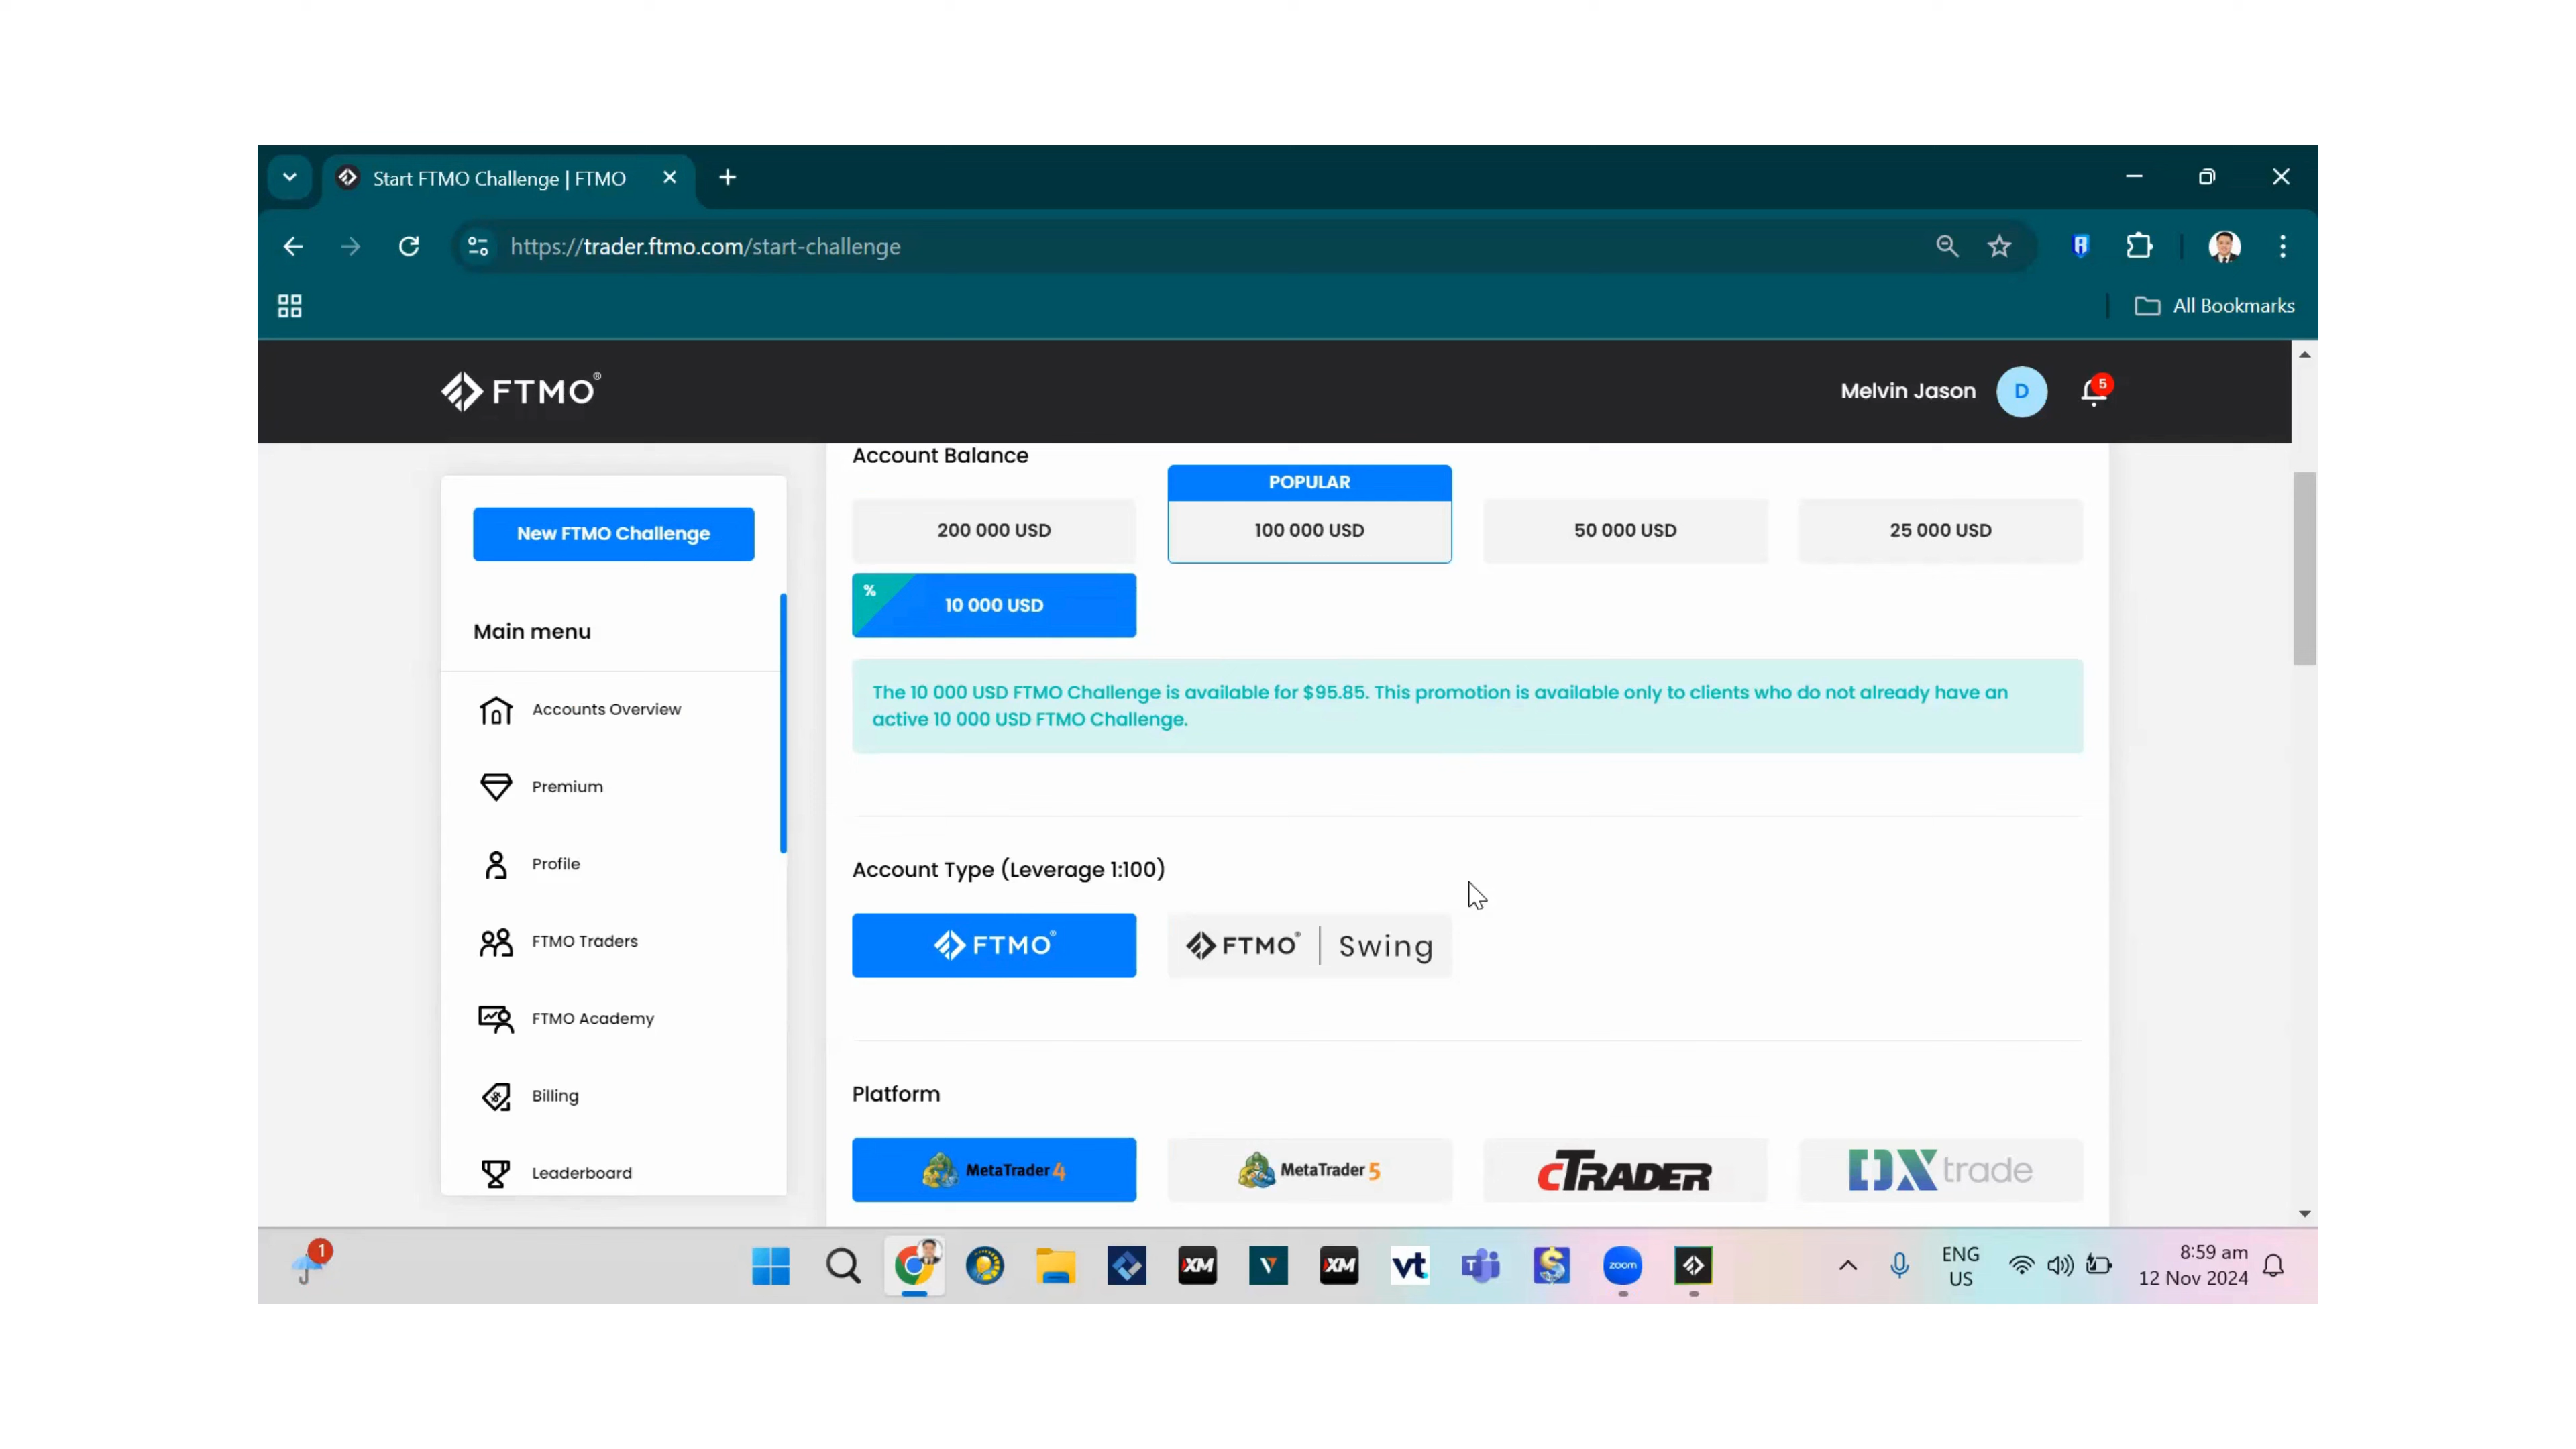 Start FTMO Challenge | FTMO
https://trader.ftmo.com/start-challenge
All Bookmarks
FTMO®
Melvin Jason
D
5
New FTMO Challenge
Main menu
Accounts Overview
Premium
Profile
FTMO Traders
FTMO Academy
Billing
Leaderboard
Account Balance
POPULAR
200 000 USD
100 000 USD
50 000 USD
25 000 USD
%
10 000 USD
The 10 000 USD FTMO Challenge is available for $95.85. This promotion is available only to clients who do not already have an
active 10 000 USD FTMO Challenge.
Account Type (Leverage 1:100)
FTMO®
FTMO® | Swing
Platform
MetaTrader 4
MetaTrader 5
cTRADER
DXtrade
1
XM
XM
vt
T
$
zoom
ENG
US
8:59 am
12 Nov 2024